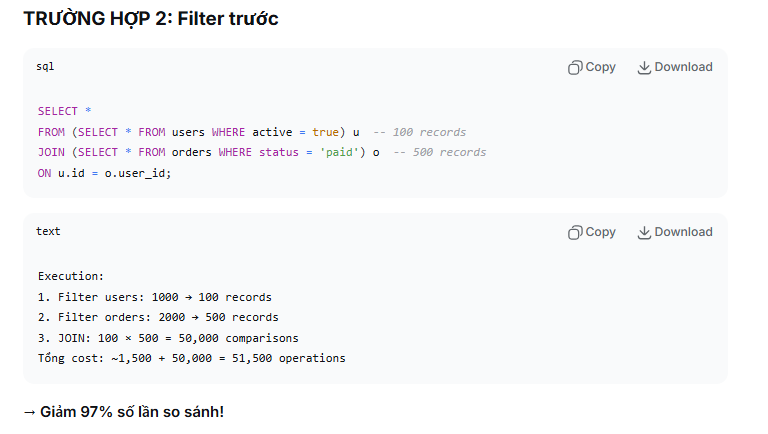 TRƯỜNG HỢP 2: Filter trước
sql
Copy
Download
SELECT *
FROM (SELECT * FROM users WHERE active = true) u  -- 100 records
JOIN (SELECT * FROM orders WHERE status = 'paid') o  -- 500 records
ON u.id = o.user_id;
text
Copy
Download
Execution:
1. Filter users: 1000 → 100 records
2. Filter orders: 2000 → 500 records
3. JOIN: 100 × 500 = 50,000 comparisons
Tổng cost: ~1,500 + 50,000 = 51,500 operations
→ Giảm 97% số lần so sánh!